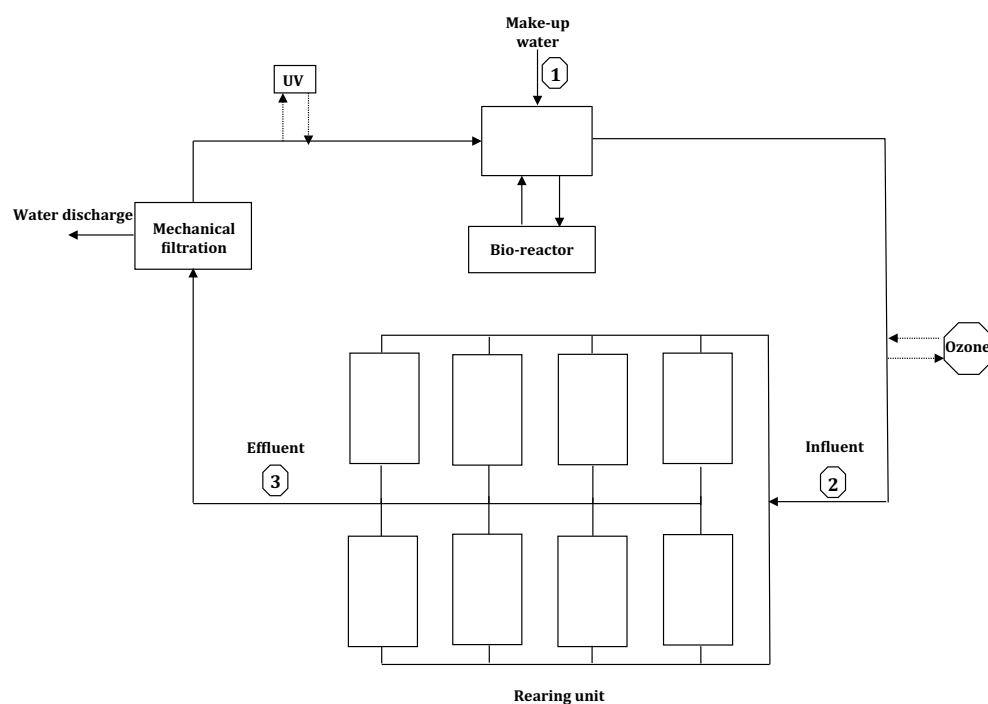 Make-up
water
1
UV
Water discharge
Mechanical
filtration
Bio-reactor
Ozone
Effluent
Influent
3
2
Rearing unit